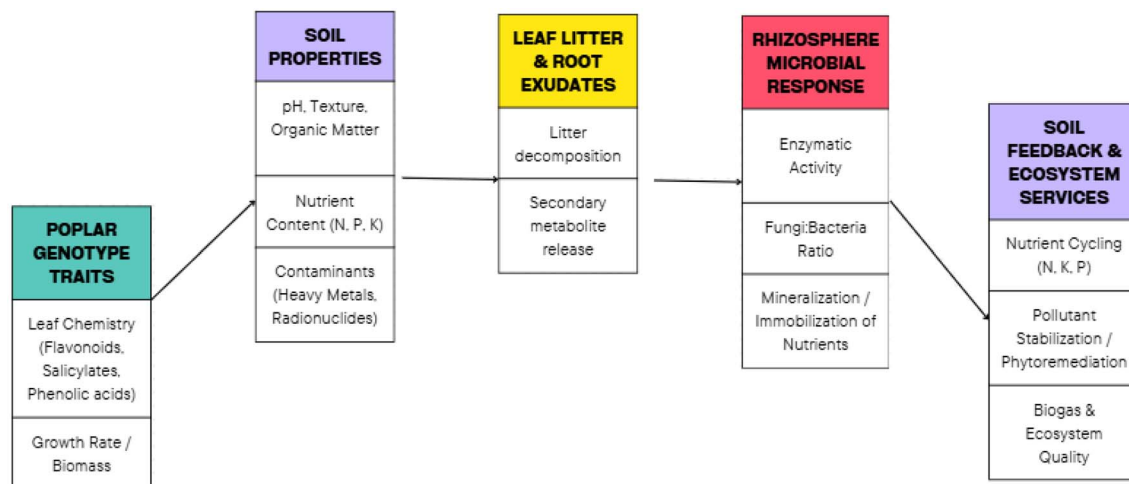 POPLAR
GENOTYPE
TRAITS
Leaf Chemistry
(Flavonoids,
Salicylates,
Phenolic acids)
Growth Rate /
Biomass
SOIL
PROPERTIES
pH, Texture,
Organic Matter
Nutrient
Content (N, P, K)
Contaminants
(Heavy Metals,
Radionuclides)
LEAF LITTER
& ROOT
EXUDATES
Litter
decomposition
Secondary
metabolite
release
RHIZOSPHERE
MICROBIAL
RESPONSE
Enzymatic
Activity
Fungi:Bacteria
Ratio
Mineralization /
Immobilization of
Nutrients
SOIL
FEEDBACK &
ECOSYSTEM
SERVICES
Nutrient Cycling
(N, K, P)
Pollutant
Stabilization /
Phytoremediation
Biogas &
Ecosystem
Quality